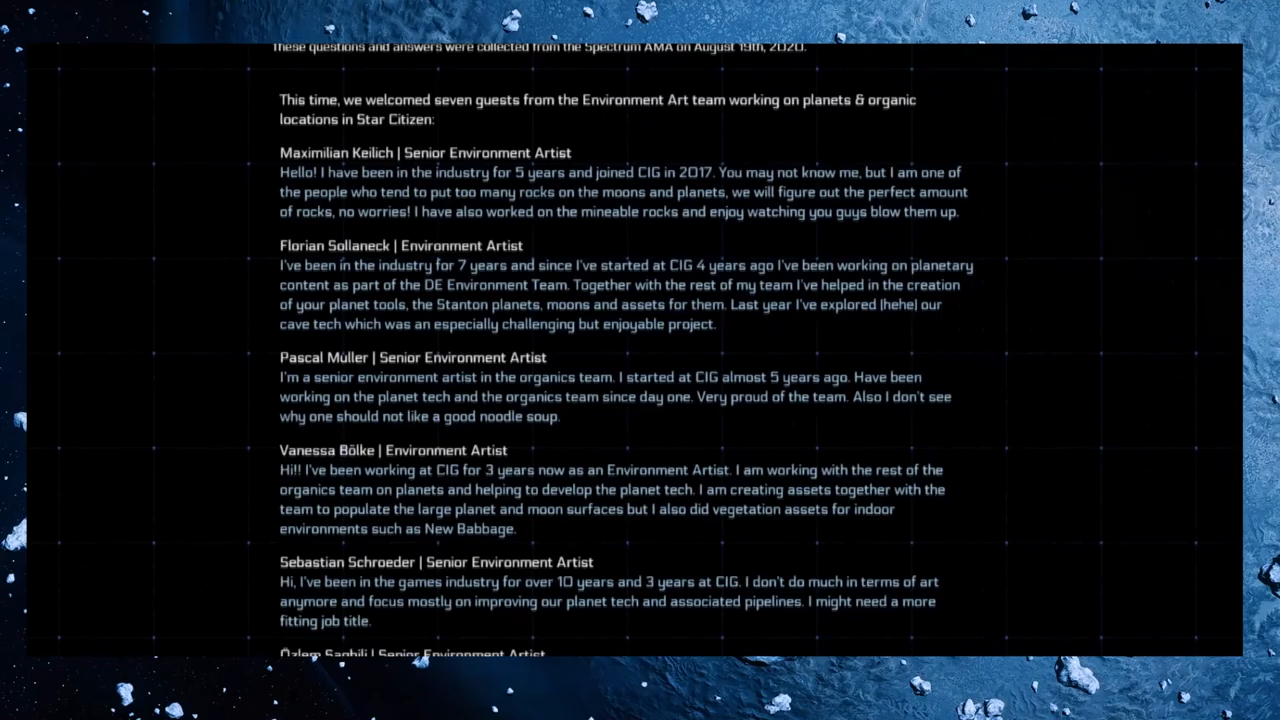 These questions and answers were collected from the Spectrum AMA on August 19th, 2020.
This time, we welcomed seven guests from the Environment Art team working on planets & organic
locations in Star Citizen:
Maximilian Keilich | Senior Environment Artist
Hello! I have been in the industry for 5 years and joined CIG in 2017. You may not know me, but I am one of
the people who tend to put too many rocks on the moons and planets, we will figure out the perfect amount
of rocks, no worries! I have also worked on the mineable rocks and enjoy watching you guys blow them up.
Florian Sollaneck | Environment Artist
I've been in the industry for 7 years and since I've started at CIG 4 years ago I've been working on planetary
content as part of the DE Environment Team. Together with the rest of my team I've helped in the creation
of your planet tools, the Stanton planets, moons and assets for them. Last year I've explored (hehe) our
cave tech which was an especially challenging but enjoyable project.
Pascal Müller | Senior Environment Artist
I'm a senior environment artist in the organics team. I started at CIG almost 5 years ago. Have been
working on the planet tech and the organics team since day one. Very proud of the team. Also I don't see
why one should not like a good noodle soup.
Vanessa Bölke | Environment Artist
Hi!! I've been working at CIG for 3 years now as an Environment Artist. I am working with the rest of the
organics team on planets and helping to develop the planet tech. I am creating assets together with the
team to populate the large planet and moon surfaces but I also did vegetation assets for indoor
environments such as New Babbage.
Sebastian Schroeder | Senior Environment Artist
Hi, I've been in the games industry for over 10 years and 3 years at CIG. I don't do much in terms of art
anymore and focus mostly on improving our planet tech and associated pipelines. I might need a more
fitting job title.
Özlem Sagbili | Senior Environment Artist